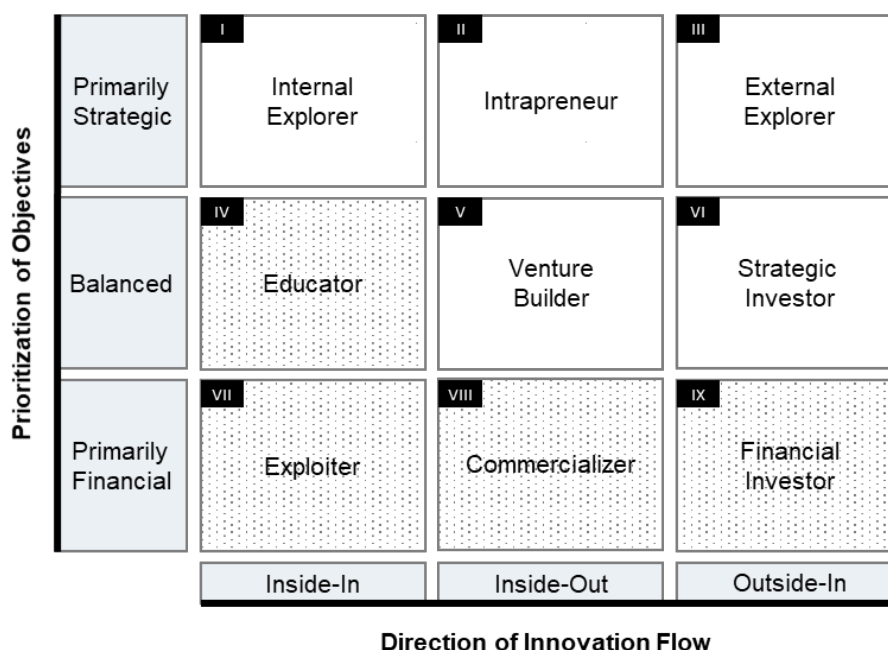 Prioritization of Objectives
Primarily
Strategic
I
Internal
Explorer
II
Intrapreneur
III
External
Explorer
Balanced
IV
Educator
V
Venture
Builder
VI
Strategic
Investor
Primarily
Financial
VII
Exploiter
VIII
Commercializer
IX
Financial
Investor
Inside-In
Inside-Out
Outside-In
Direction of Innovation Flow